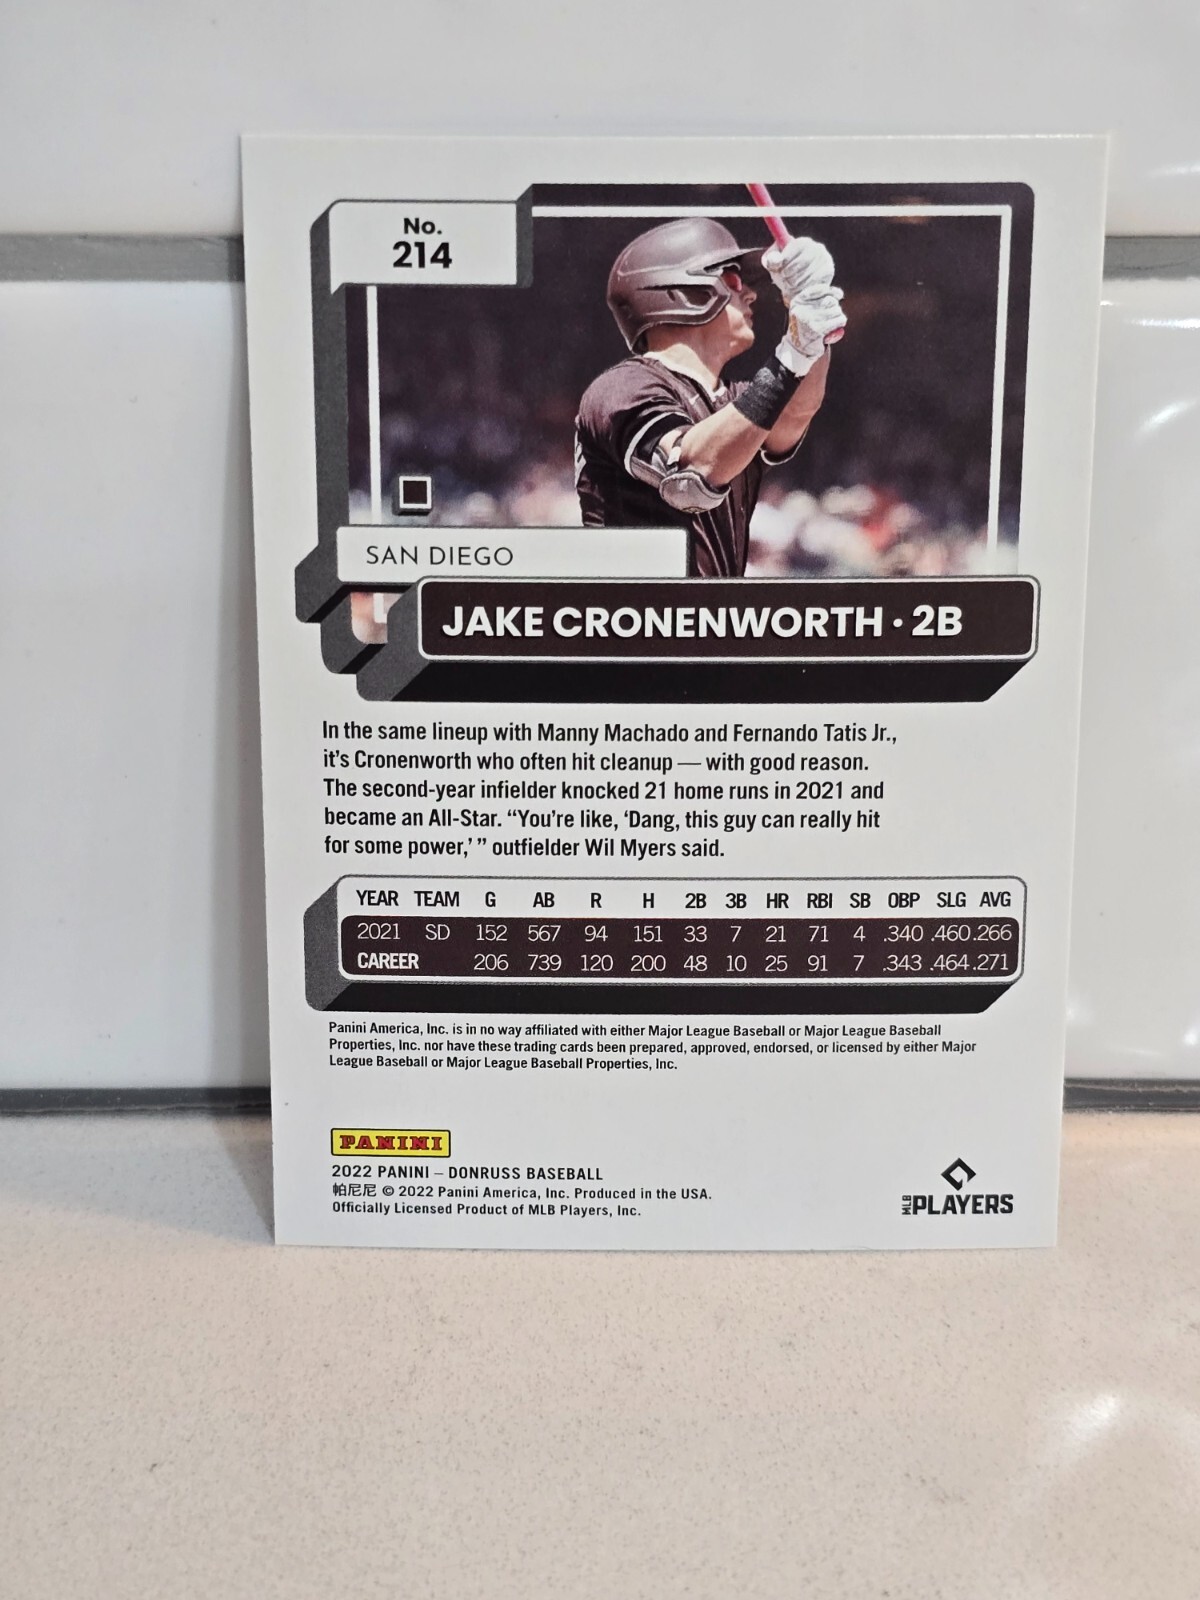 No.
214
SAN DIEGO
JAKE CRONENWORTH · 2B
In the same lineup with Manny Machado and Fernando Tatis Jr.,
it's Cronenworth who often hit cleanup — with good reason.
The second-year infielder knocked 21 home runs in 2021 and
became an All-Star. “You're like, ‘Dang, this guy can really hit
for some power,’ ” outfielder Wil Myers said.
YEAR TEAM G AB R H 2B 3B HR RBI SB OBP SLG AVG
2021 SD 152 567 94 151 33 7 21 71 4 .340 .460 .266
CAREER 206 739 120 200 48 10 25 91 7 .343 .464 .271
Panini America, Inc. is in no way affiliated with either Major League Baseball or Major League Baseball
Properties, Inc. nor have these trading cards been prepared, approved, endorsed, or licensed by either Major
League Baseball or Major League Baseball Properties, Inc.
PANINI
2022 PANINI – DONRUSS BASEBALL
帕尼尼 © 2022 Panini America, Inc. Produced in the USA.
Officially Licensed Product of MLB Players, Inc.
MLB PLAYERS